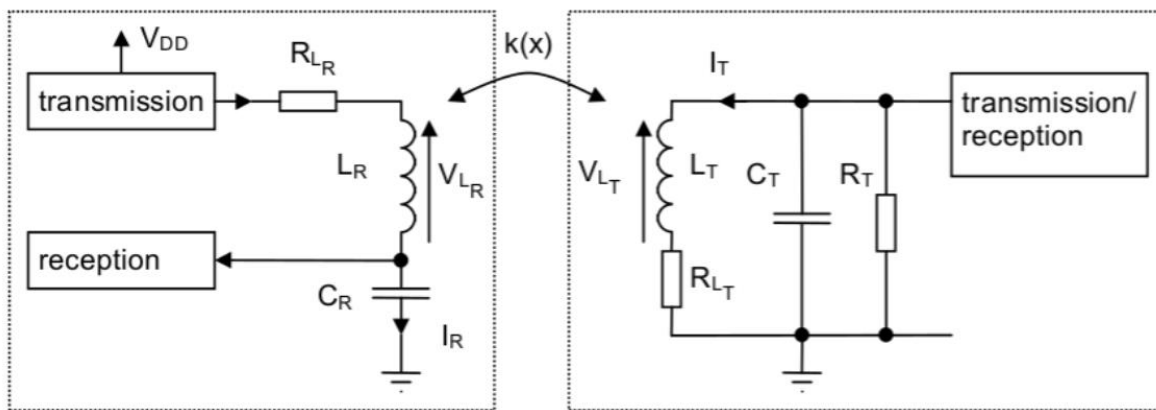 V_DD
R_L_R
k(x)
I_T
transmission
transmission/
reception
L_R
V_L_R
V_L_T
L_T
C_T
R_T
reception
R_L_T
C_R
I_R